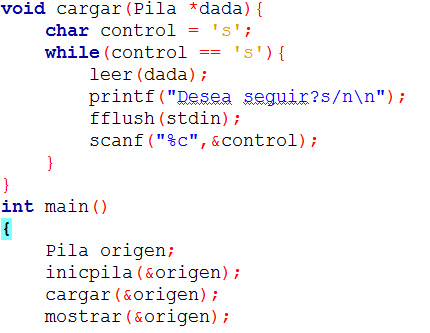 void cargar(Pila *dada){
    char control = 's';
    while(control == 's'){
        leer(dada);
        printf("Desea seguir?s/n\n");
        fflush(stdin);
        scanf("%c",&control);
    }
}
int main()
{
    Pila origen;
    inicpila(&origen);
    cargar(&origen);
    mostrar(&origen);